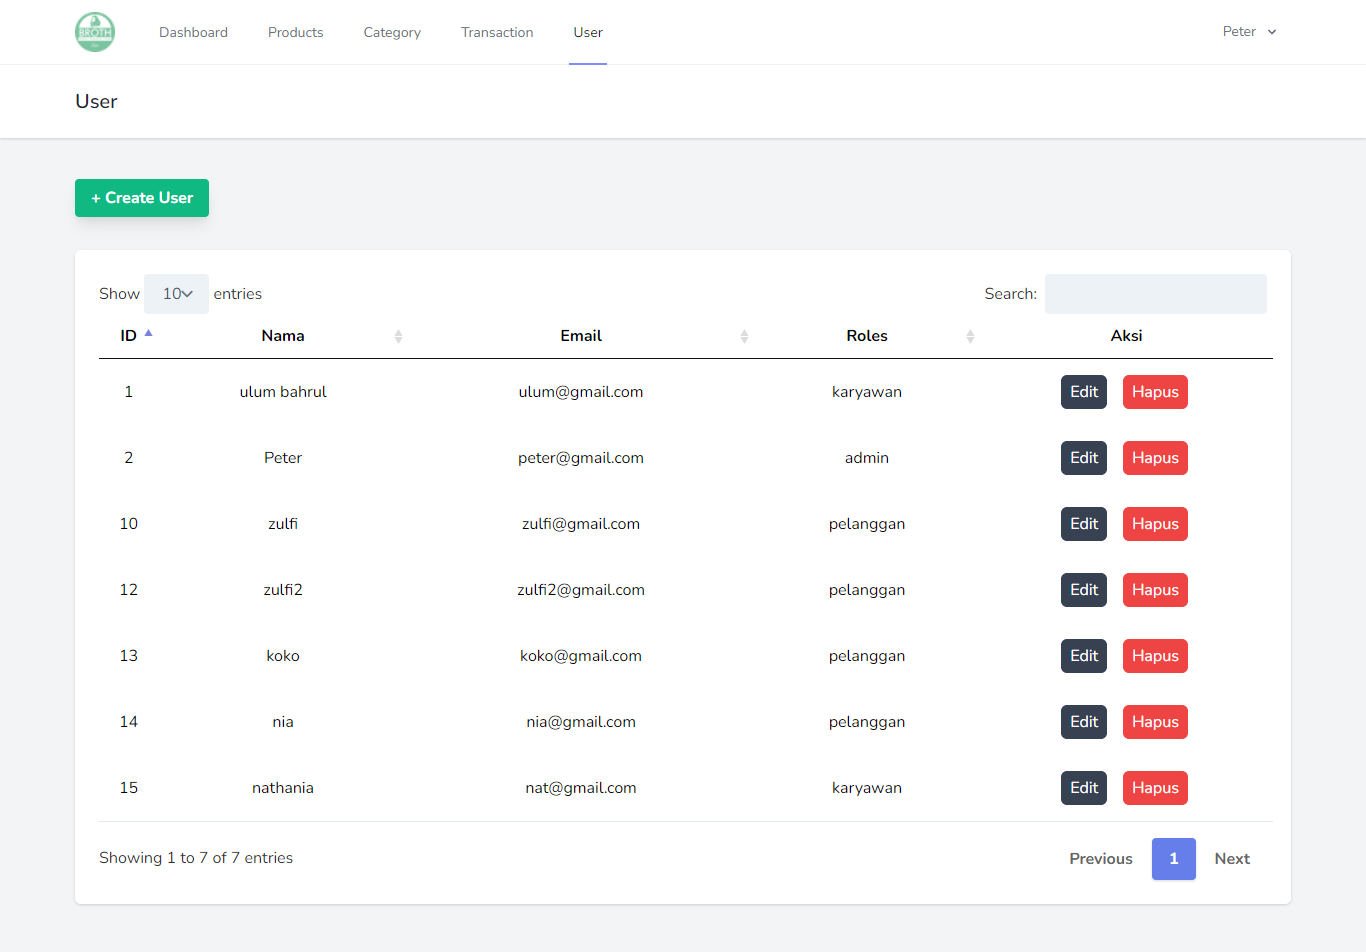 BROTH
Dashboard Products Category Transaction User Peter
User
+ Create User
Show 10 entries Search:
ID Nama Email Roles Aksi
1 ulum bahrul ulum@gmail.com karyawan Edit Hapus
2 Peter peter@gmail.com admin Edit Hapus
10 zulfi zulfi@gmail.com pelanggan Edit Hapus
12 zulfi2 zulfi2@gmail.com pelanggan Edit Hapus
13 koko koko@gmail.com pelanggan Edit Hapus
14 nia nia@gmail.com pelanggan Edit Hapus
15 nathania nat@gmail.com karyawan Edit Hapus
Showing 1 to 7 of 7 entries Previous 1 Next